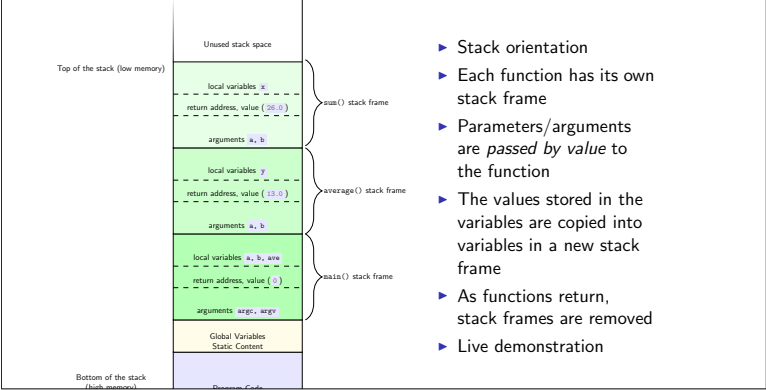 Unused stack space
Top of the stack (low memory)
local variables x
return address, value ( 26.0 )
sum() stack frame
arguments a, b
local variables y
return address, value ( 13.0 )
average() stack frame
arguments a, b
local variables a, b, ave
return address, value ( 0 )
main() stack frame
arguments argc, argv
Global Variables
Static Content
Bottom of the stack
(high memory)
Program Code
► Stack orientation
► Each function has its own
stack frame
► Parameters/arguments
are passed by value to
the function
► The values stored in the
variables are copied into
variables in a new stack
frame
► As functions return,
stack frames are removed
► Live demonstration